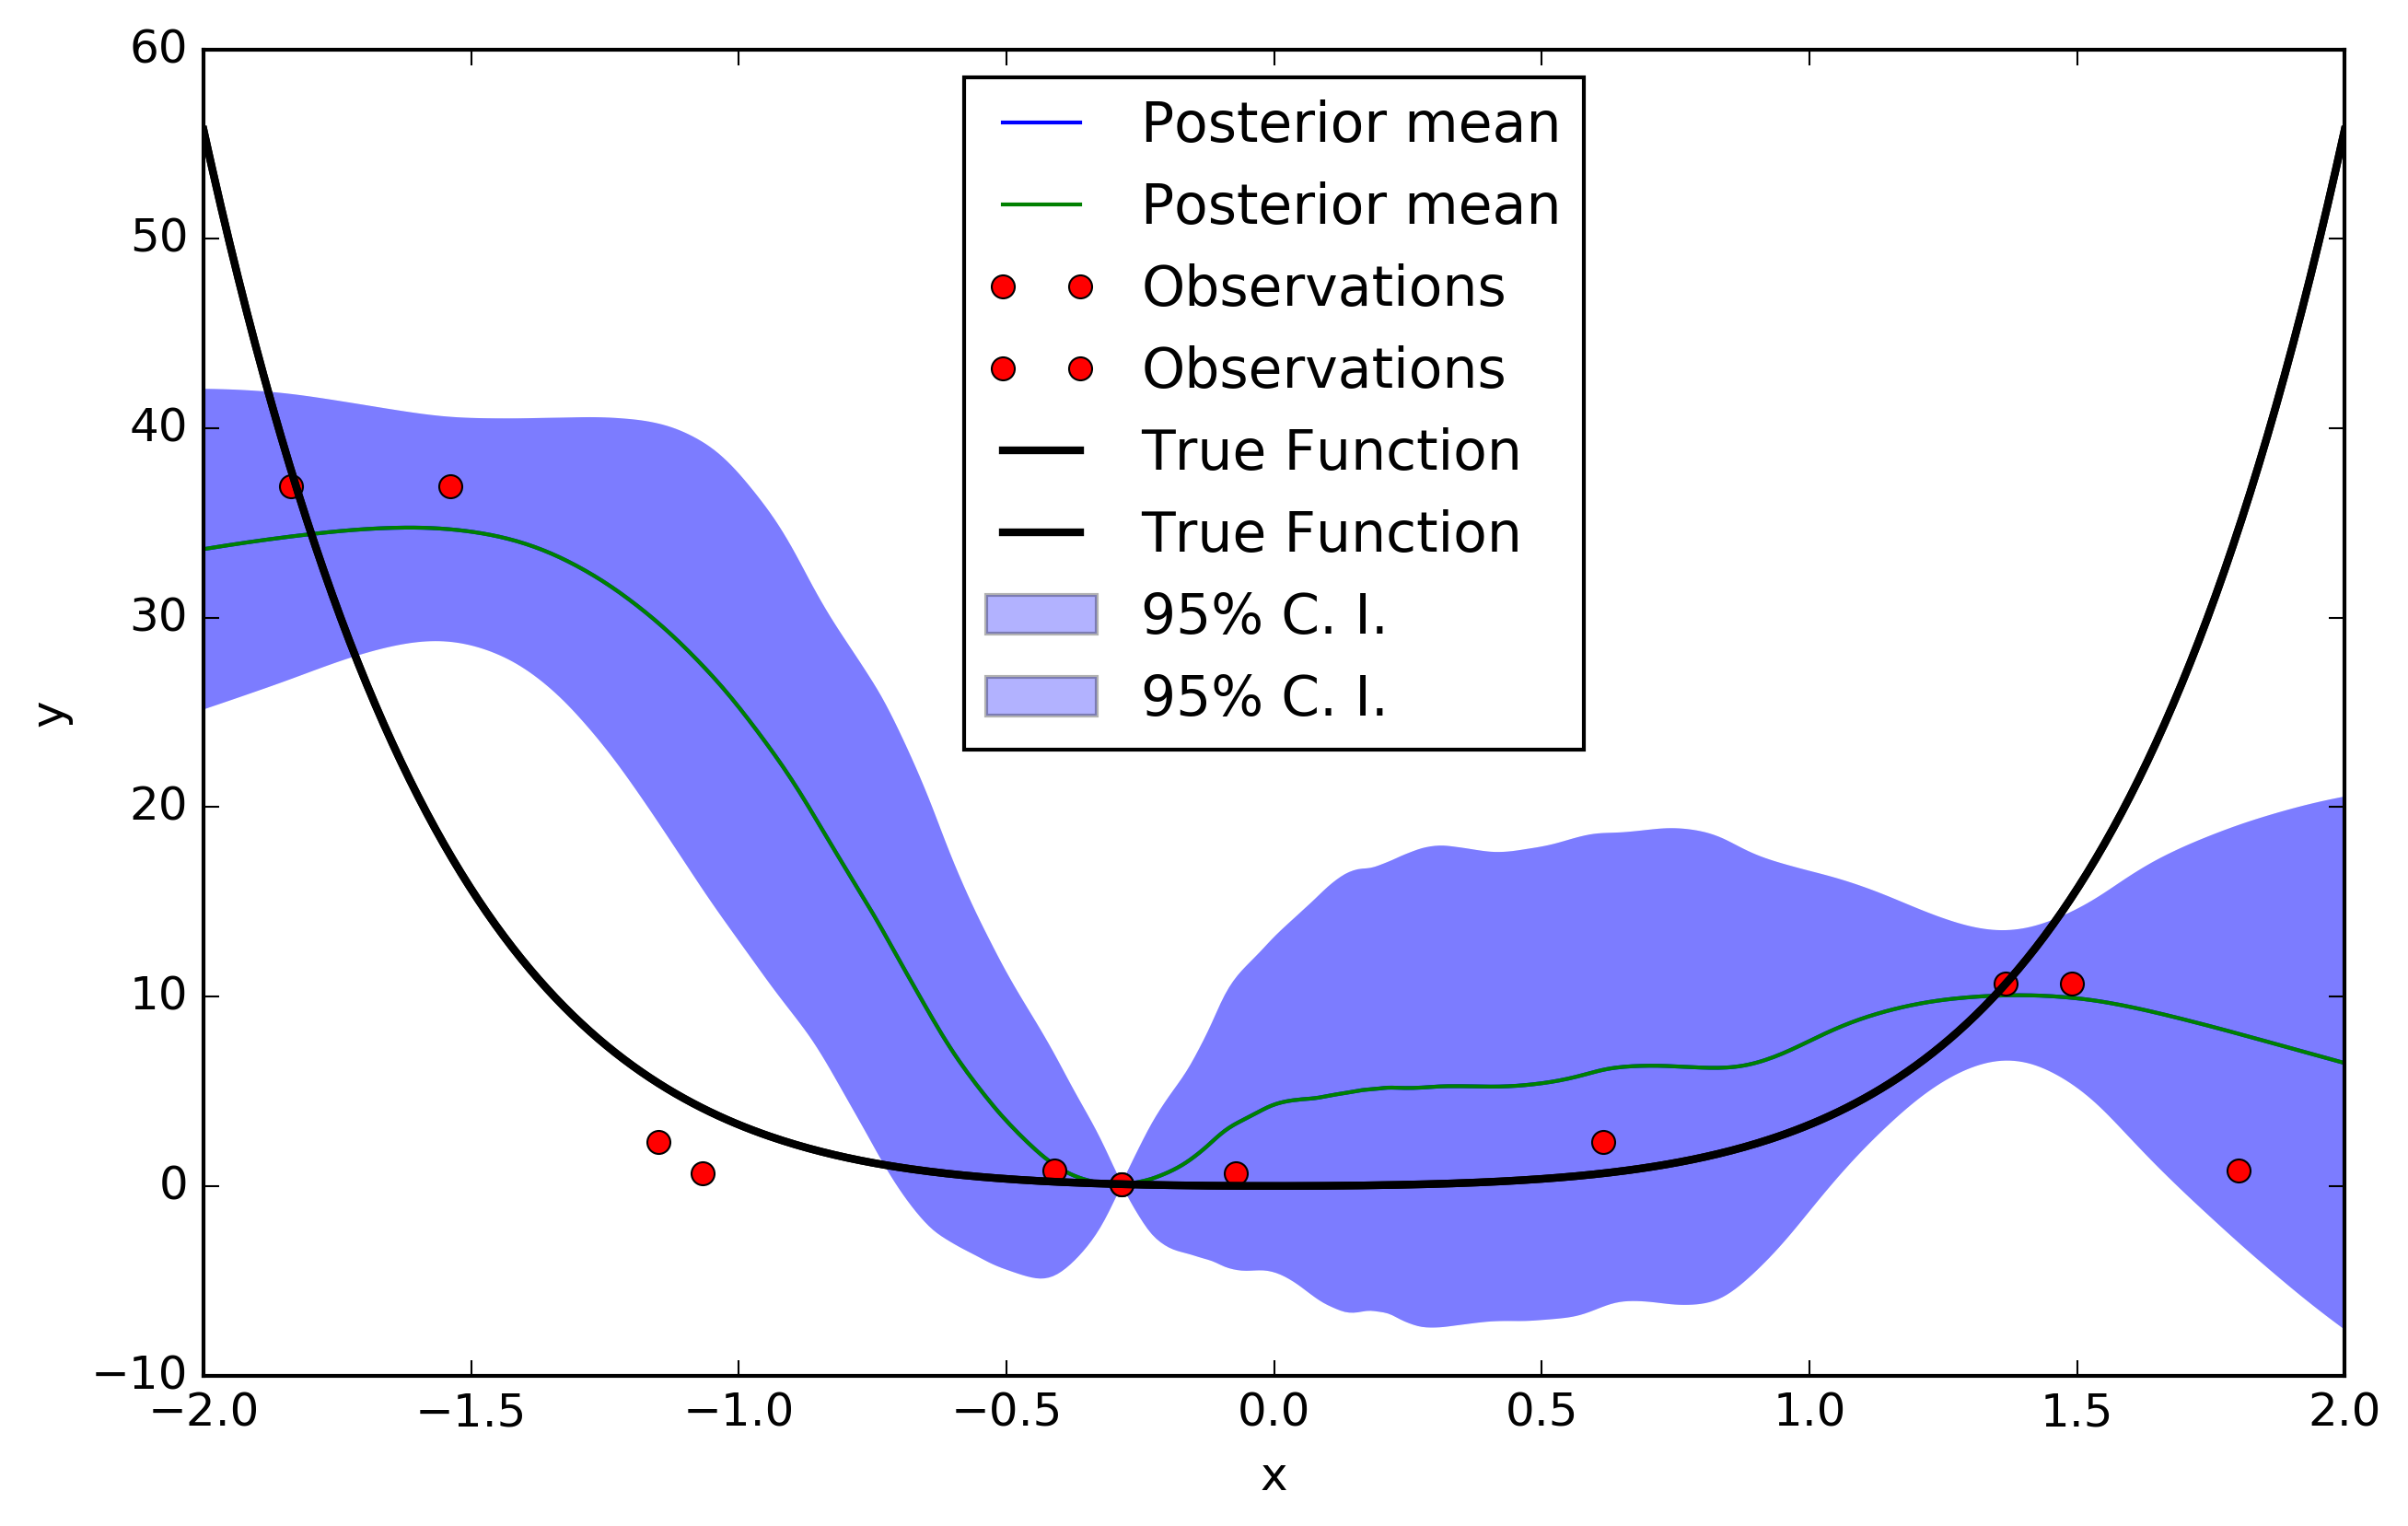 60
50
40
30
20
10
0
−10
y
Posterior mean
Posterior mean
Observations
Observations
True Function
True Function
95% C. I.
95% C. I.
−2.0 −1.5 −1.0 −0.5 0.0 0.5 1.0 1.5 2.0
x